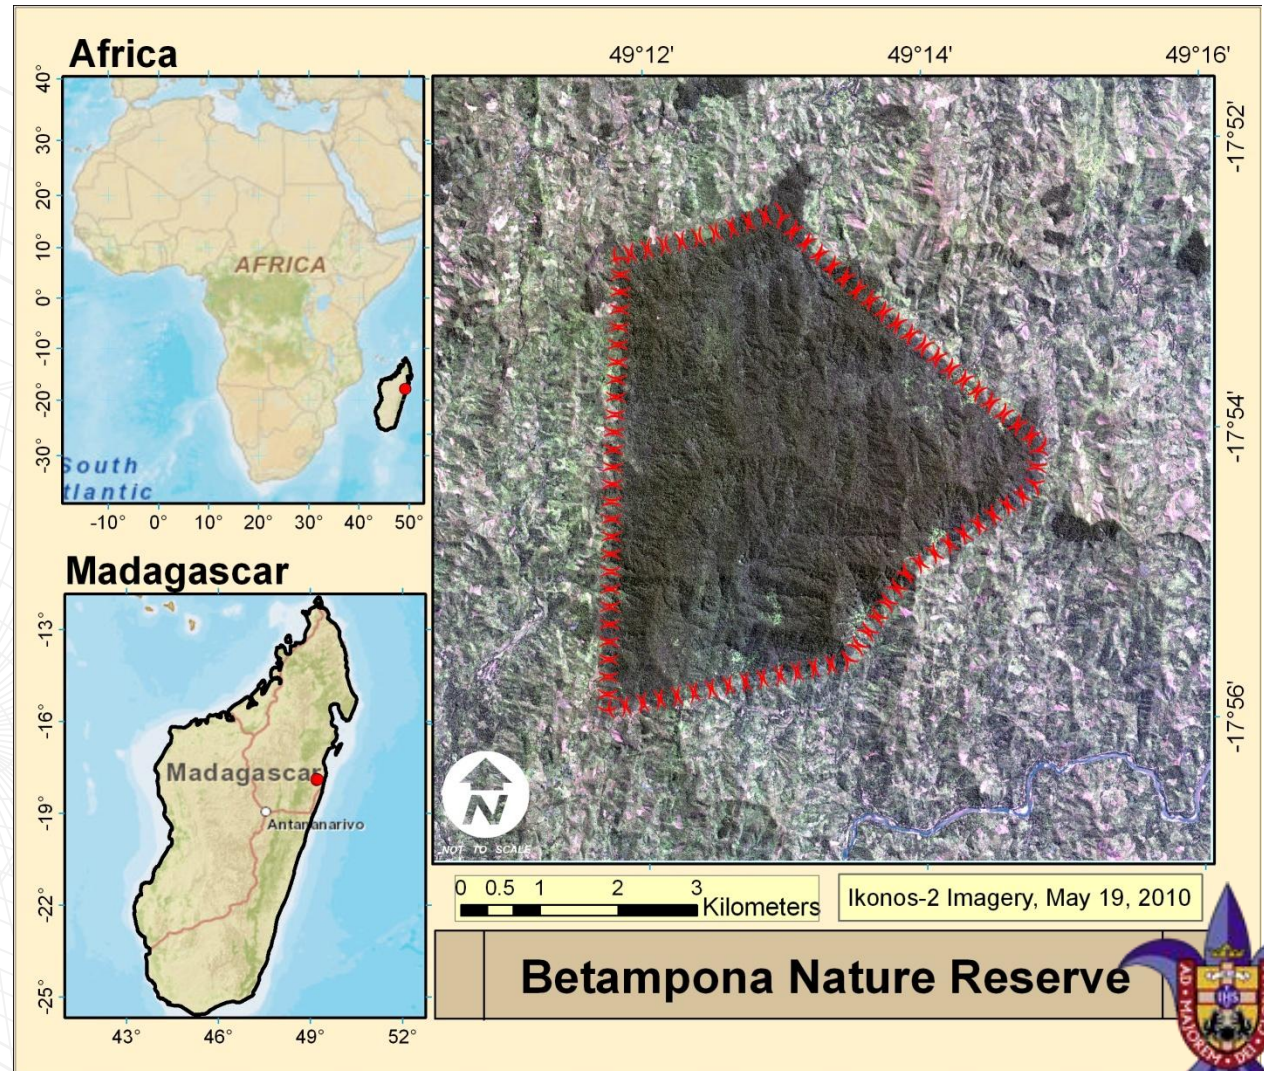 Africa
40°
30°
20°
10°
0°
-10°
-20°
-30°
AFRICA
South
tlantic
-10° 0° 10° 20° 30° 40° 50°
Madagascar
-13°
-16°
-19°
-22°
-25°
Madagascar
Antananarivo
43° 46° 49° 52°
49°12' 49°14' 49°16'
-17°52'
-17°54'
-17°56'
N
NOT TO SCALE
0 0.5 1 2 3
Kilometers
Ikonos-2 Imagery, May 19, 2010
Betampona Nature Reserve
AD • MAJOREM • DEI •
IHS